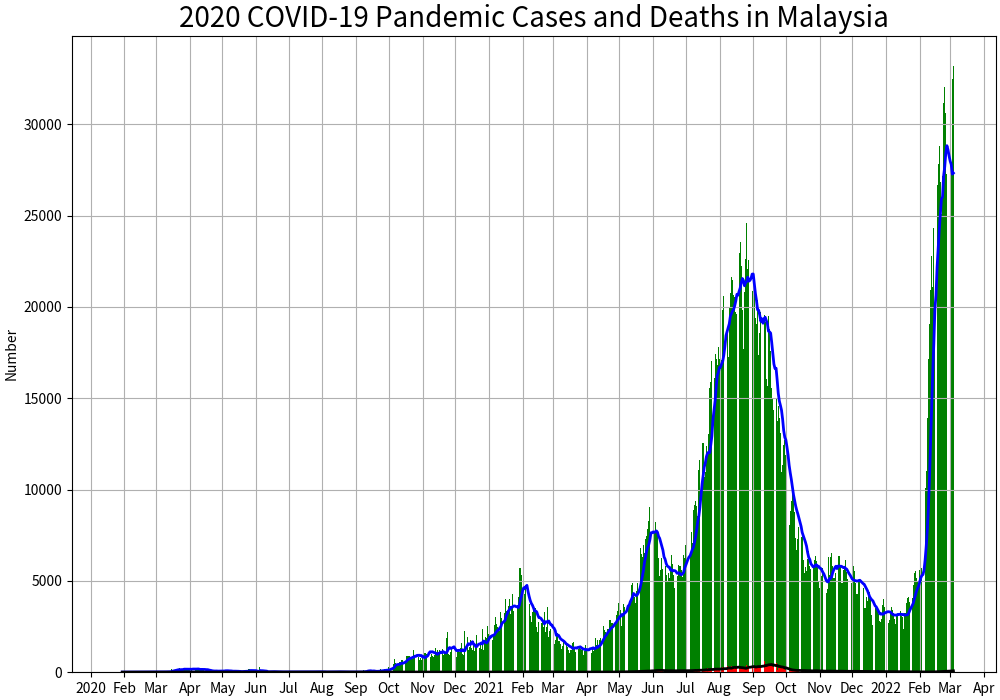 2020 COVID-19 Pandemic Cases and Deaths in Malaysia
Number
30000
25000
20000
15000
10000
5000
0
2020 Feb Mar Apr May Jun Jul Aug Sep Oct Nov Dec 2021 Feb Mar Apr May Jun Jul Aug Sep Oct Nov Dec 2022 Feb Mar Apr